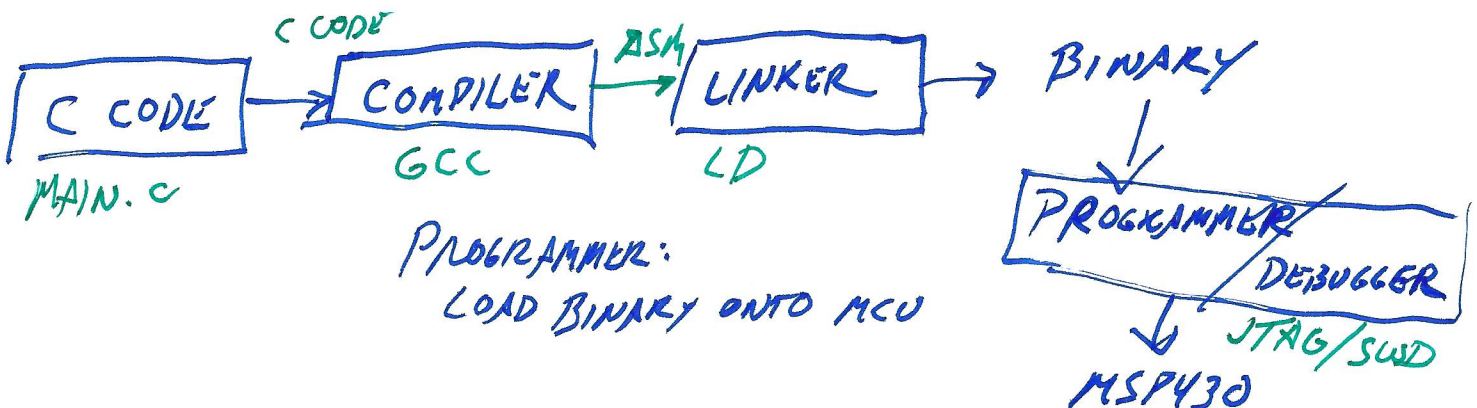 C CODE
C CODE
MAIN.C
COMPILER
GCC
ASM
LINKER
LD
BINARY
PROGRAMMER/
DEBUGGER
JTAG/SWD
MSP430
PROGRAMMER:
LOAD BINARY ONTO MCU